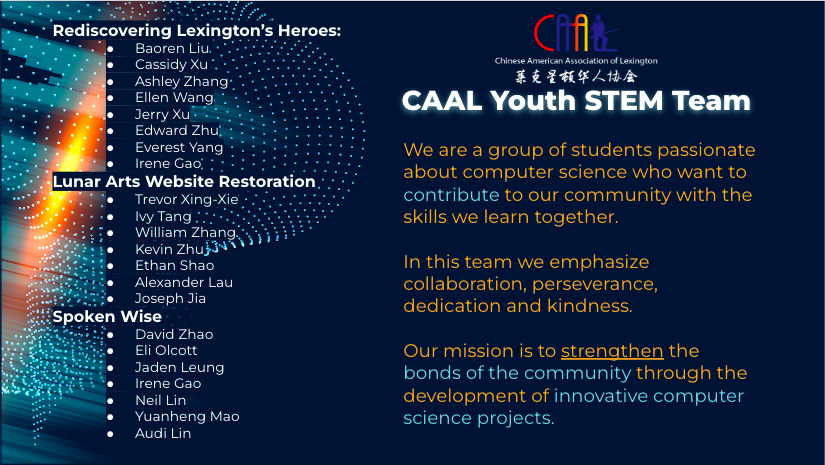 Rediscovering Lexington's Heroes:
● Baoren Liu
● Cassidy Xu
● Ashley Zhang
● Ellen Wang
● Jerry Xu
● Edward Zhu
● Everest Yang
● Irene Gao
Lunar Arts Website Restoration
● Trevor Xing-Xie
● Ivy Tang
● William Zhang
● Kevin Zhu
● Ethan Shao
● Alexander Lau
● Joseph Jia
Spoken Wise
● David Zhao
● Eli Olcott
● Jaden Leung
● Irene Gao
● Neil Lin
● Yuanheng Mao
● Audi Lin
CAAL
Chinese American Association of Lexington
莱克星顿华人协会
CAAL Youth STEM Team
We are a group of students passionate
about computer science who want to
contribute to our community with the
skills we learn together.
In this team we emphasize
collaboration, perseverance,
dedication and kindness.
Our mission is to strengthen the
bonds of the community through the
development of innovative computer
science projects.